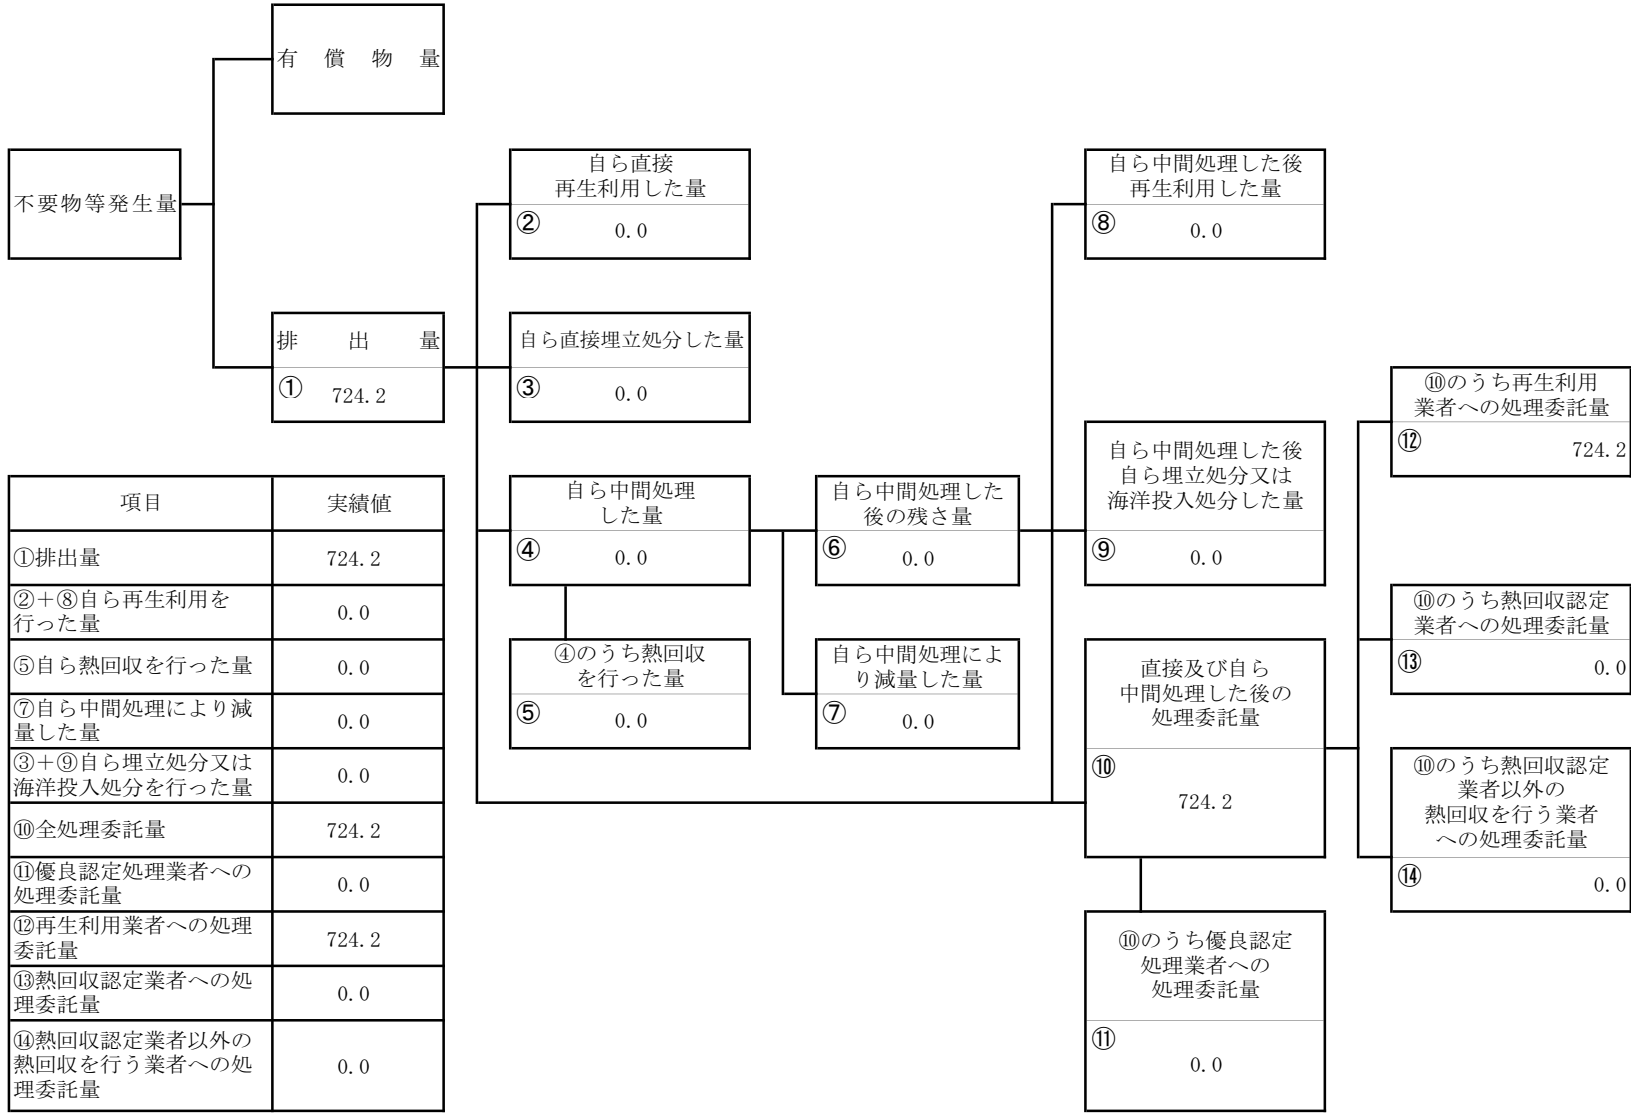 有償物量
不要物等発生量
排出量
① 724.2
自ら直接
再生利用した量
② 0.0
自ら直接埋立処分した量
③ 0.0
自ら中間処理
した量
④ 0.0
④のうち熱回収
を行った量
⑤ 0.0
自ら中間処理した
後の残さ量
⑥ 0.0
自ら中間処理によ
り減量した量
⑦ 0.0
自ら中間処理した後
再生利用した量
⑧ 0.0
自ら中間処理した後
自ら埋立処分又は
海洋投入処分した量
⑨ 0.0
直接及び自ら
中間処理した後の
処理委託量
⑩
724.2
⑩のうち優良認定
処理業者への
処理委託量
⑪
0.0
⑩のうち再生利用
業者への処理委託量
⑫ 724.2
⑩のうち熱回収認定
業者への処理委託量
⑬ 0.0
⑩のうち熱回収認定
業者以外の
熱回収を行う業者
への処理委託量
⑭ 0.0
項目 実績値
①排出量 724.2
②+⑧自ら再生利用を
行った量 0.0
⑤自ら熱回収を行った量 0.0
⑦自ら中間処理により減
量した量 0.0
③+⑨自ら埋立処分又は
海洋投入処分を行った量 0.0
⑩全処理委託量 724.2
⑪優良認定処理業者への
処理委託量 0.0
⑫再生利用業者への処理
委託量 724.2
⑬熱回収認定業者への処
理委託量 0.0
⑭熱回収認定業者以外の
熱回収を行う業者への処
理委託量 0.0